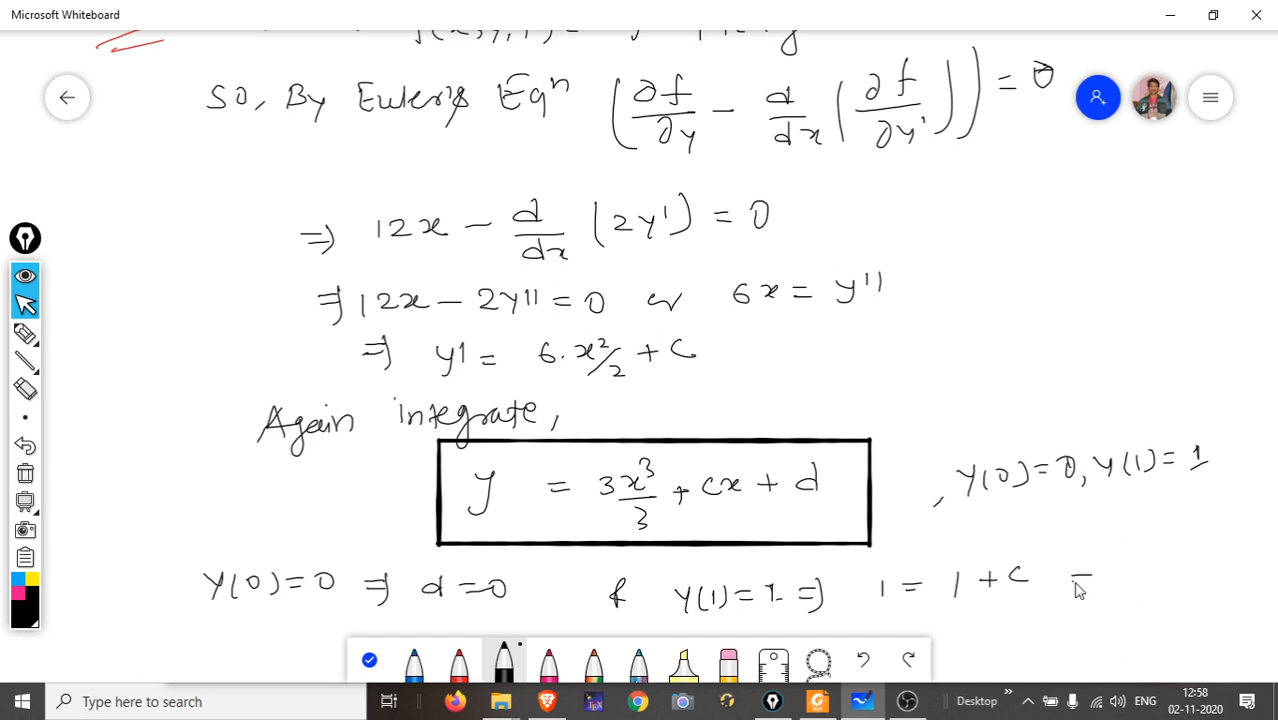 Microsoft Whiteboard
So, By Euler's Eqn (∂f/∂y - d/dx (∂f/∂y')) = 0
⇒ 12x - d/dx (2y') = 0
⇒ 12x - 2y'' = 0 or 6x = y''
⇒ y' = 6·x²/2 + c
Again integrate,
y = 3x³/3 + cx + d , y(0)=0, y(1)=1
y(0)=0 ⇒ d=0 & y(1)=1 ⇒ 1 = 1 + c =
Type here to search
Desktop
ENG
12:58
02-11-2020